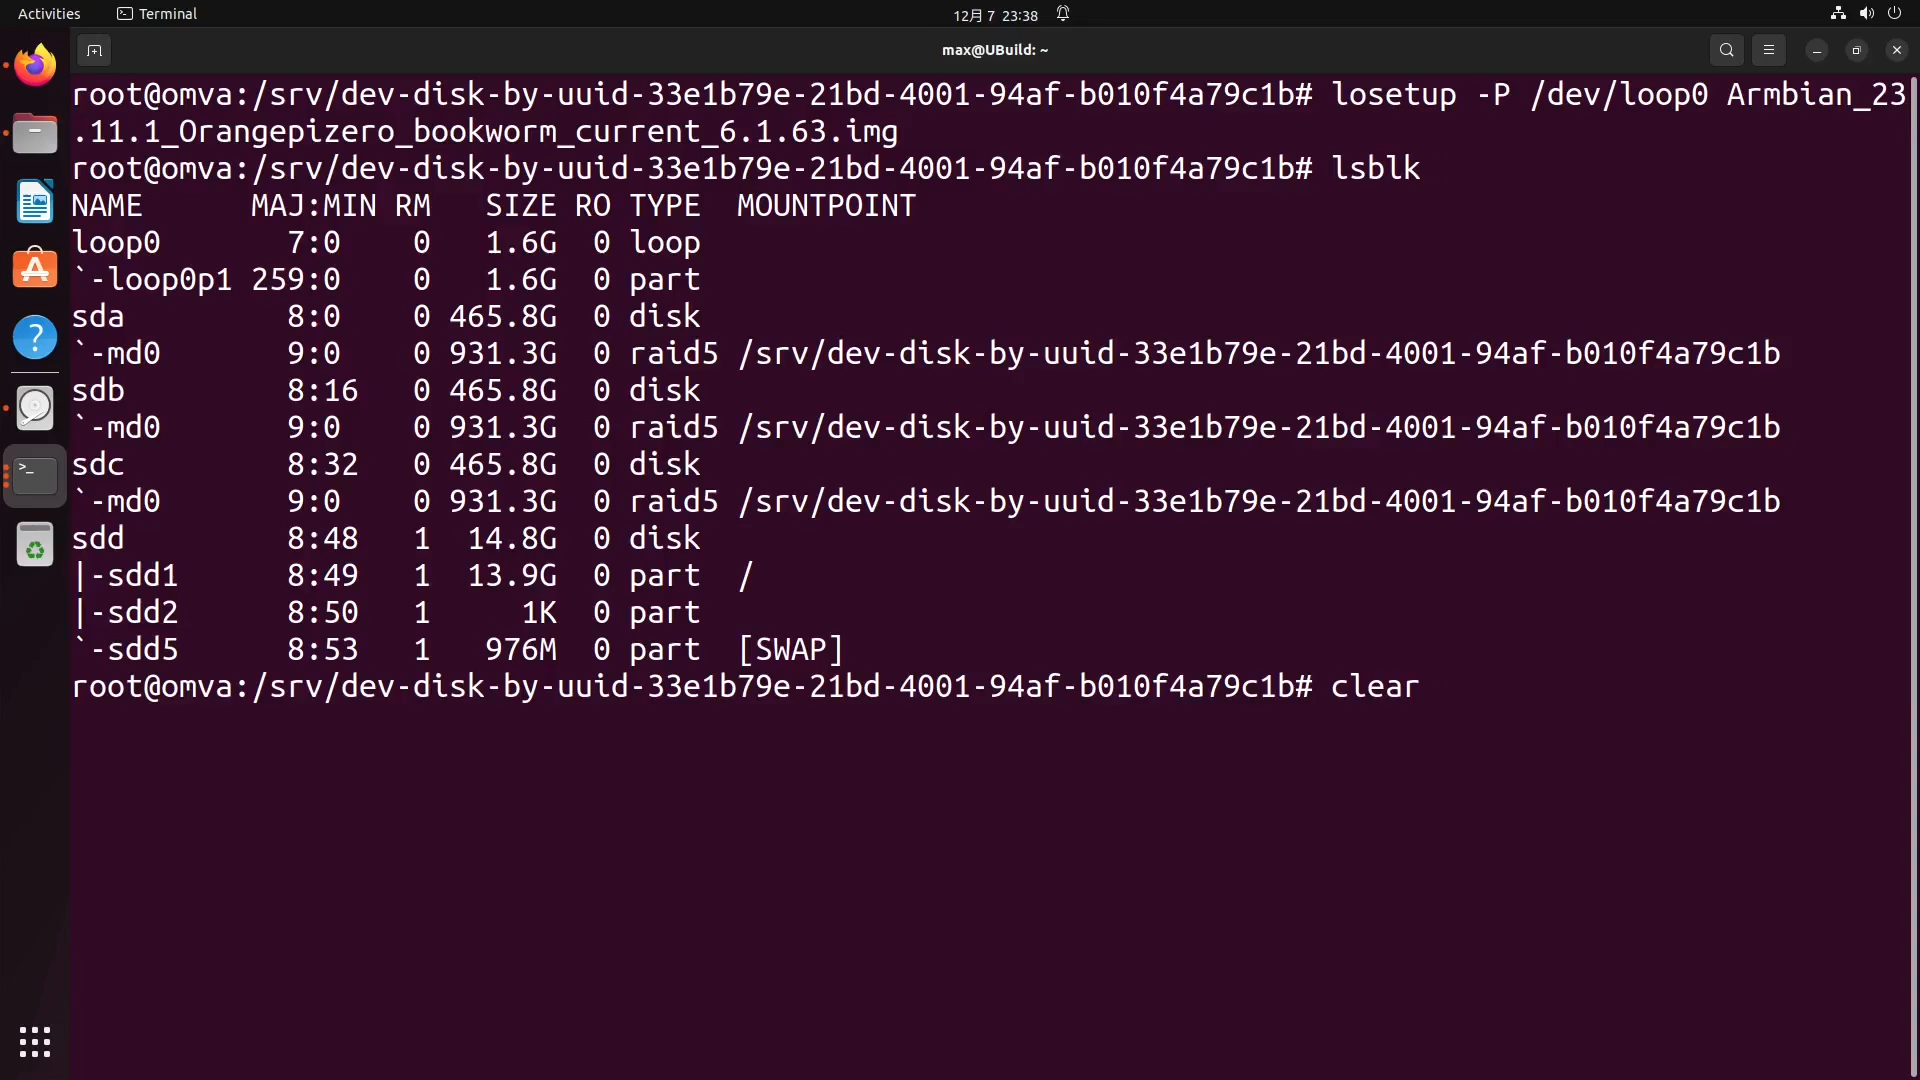 Activities Terminal 12月 7 23:38
max@UBuild: ~
root@omva:/srv/dev-disk-by-uuid-33e1b79e-21bd-4001-94af-b010f4a79c1b# losetup -P /dev/loop0 Armbian_23
.11.1_Orangepizero_bookworm_current_6.1.63.img
root@omva:/srv/dev-disk-by-uuid-33e1b79e-21bd-4001-94af-b010f4a79c1b# lsblk
NAME      MAJ:MIN RM   SIZE RO TYPE  MOUNTPOINT
loop0       7:0    0   1.6G  0 loop
`-loop0p1 259:0    0   1.6G  0 part
sda         8:0    0 465.8G  0 disk
`-md0       9:0    0 931.3G  0 raid5 /srv/dev-disk-by-uuid-33e1b79e-21bd-4001-94af-b010f4a79c1b
sdb         8:16   0 465.8G  0 disk
`-md0       9:0    0 931.3G  0 raid5 /srv/dev-disk-by-uuid-33e1b79e-21bd-4001-94af-b010f4a79c1b
sdc         8:32   0 465.8G  0 disk
`-md0       9:0    0 931.3G  0 raid5 /srv/dev-disk-by-uuid-33e1b79e-21bd-4001-94af-b010f4a79c1b
sdd         8:48   1  14.8G  0 disk
|-sdd1      8:49   1  13.9G  0 part  /
|-sdd2      8:50   1     1K  0 part
`-sdd5      8:53   1   976M  0 part  [SWAP]
root@omva:/srv/dev-disk-by-uuid-33e1b79e-21bd-4001-94af-b010f4a79c1b# clear